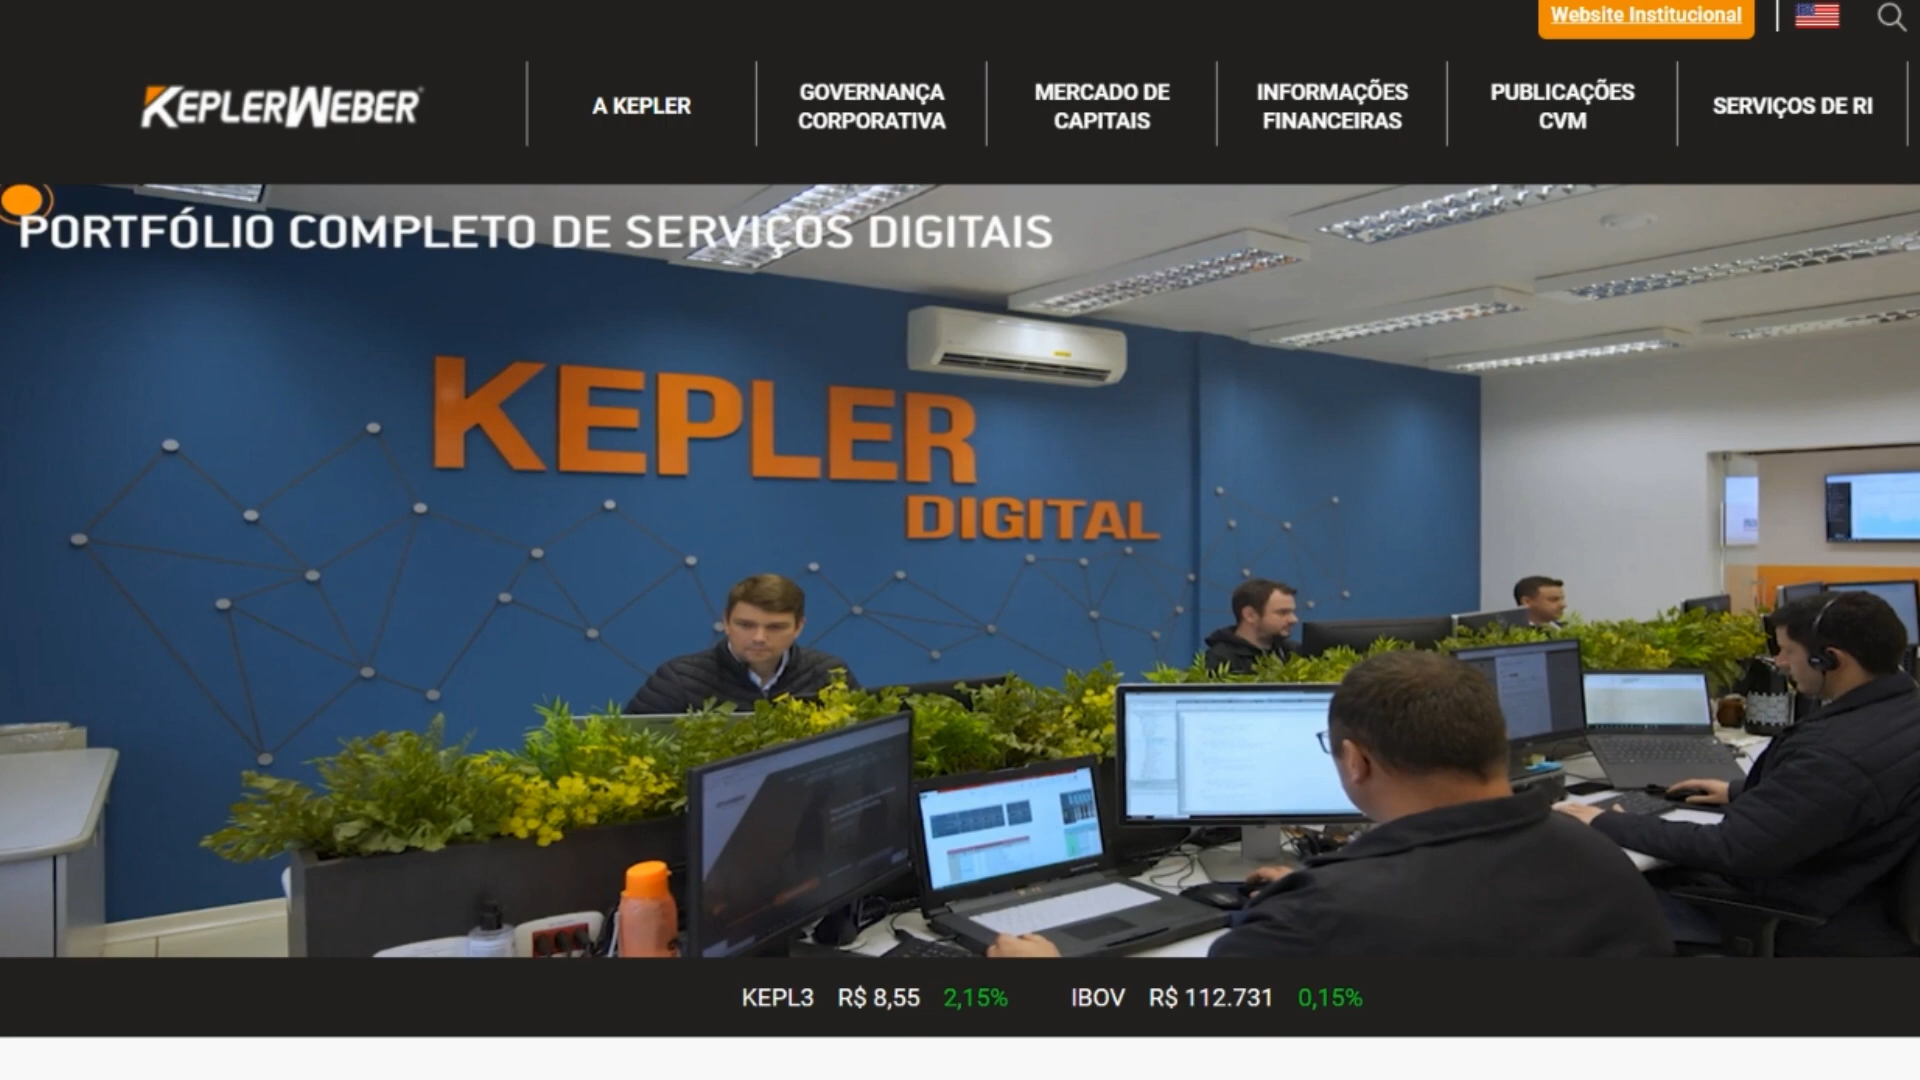 Website Institucional
KEPLERWEBER
A KEPLER
GOVERNANÇA
CORPORATIVA
MERCADO DE
CAPITAIS
INFORMAÇÕES
FINANCEIRAS
PUBLICAÇÕES
CVM
SERVIÇOS DE RI
PORTFÓLIO COMPLETO DE SERVIÇOS DIGITAIS
KEPLER
DIGITAL
KEPL3 R$ 8,55 2,15% IBOV R$ 112.731 0,15%